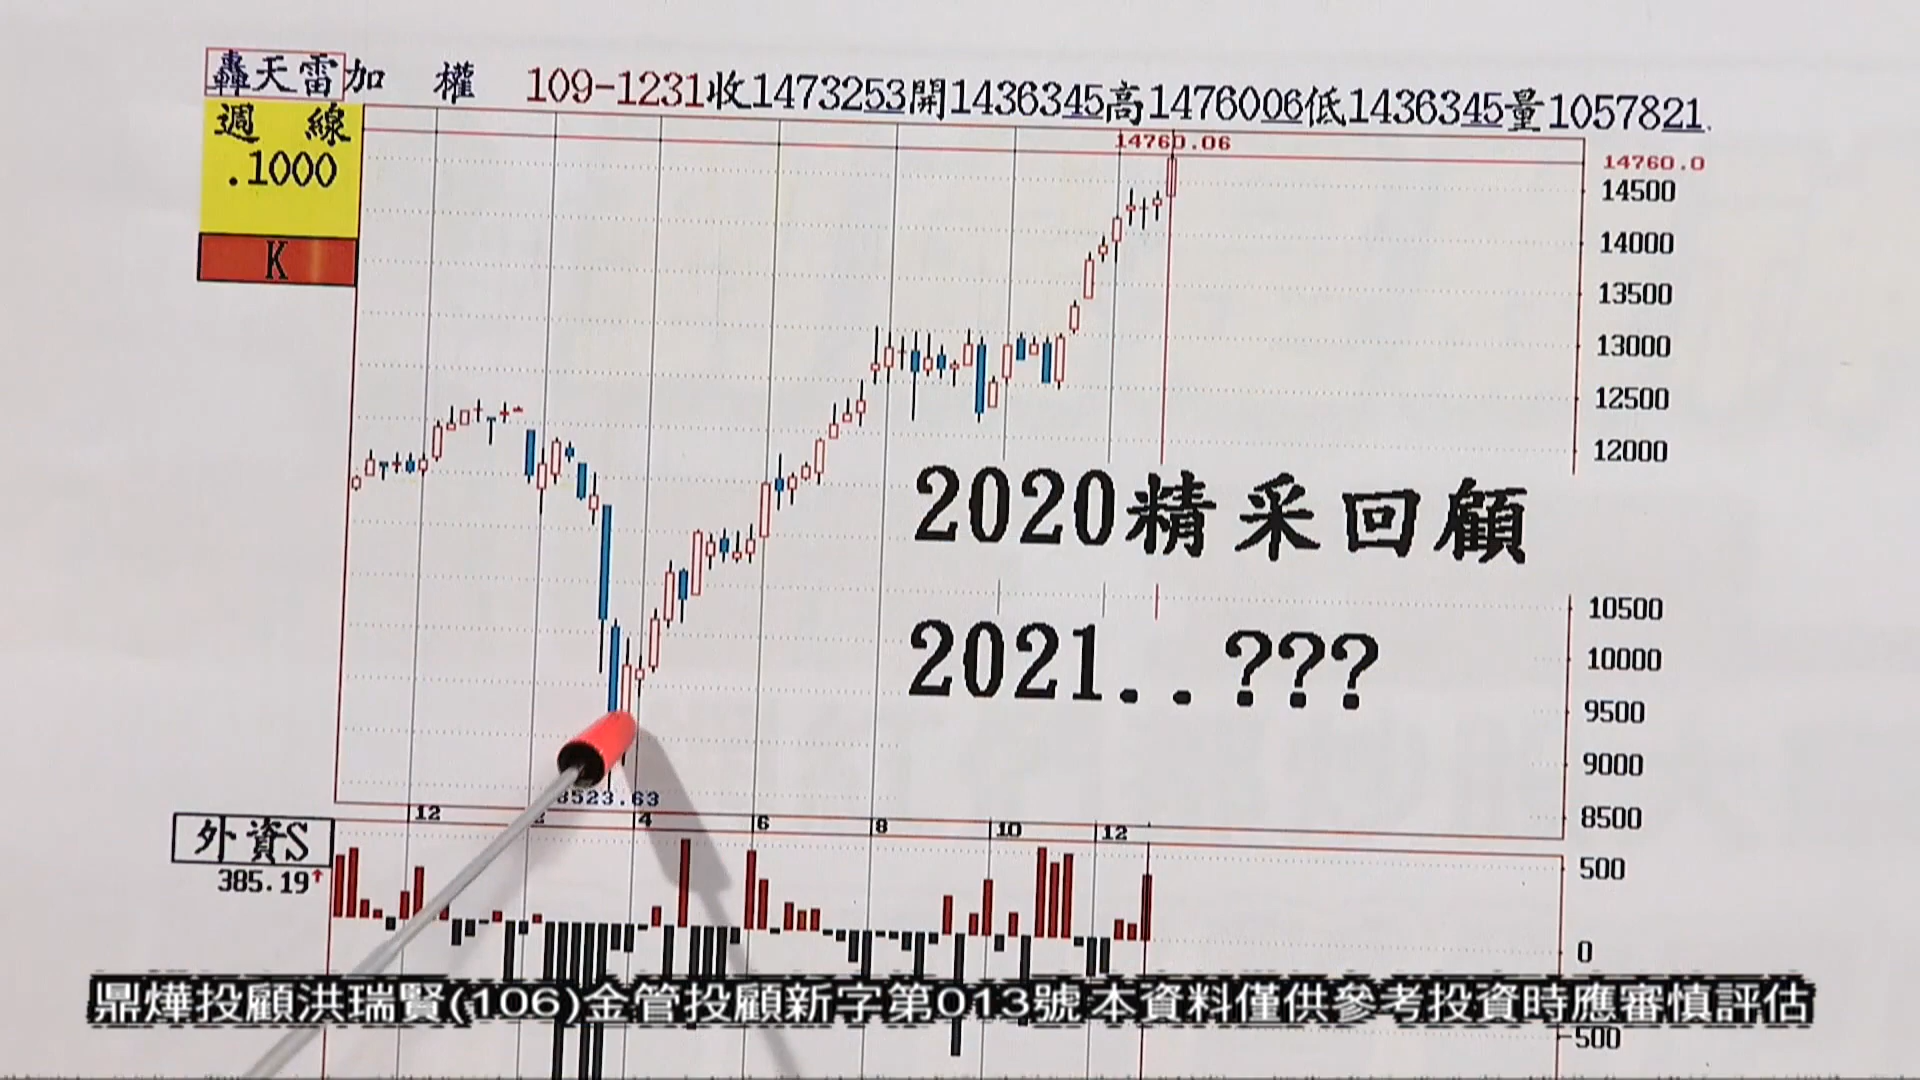 轟天雷加 權 109-1231收1473253開1436345高1476006低1436345量1057821.
週 線
.1000
K
14760.06
14760.0
14500
14000
13500
13000
12500
12000
2020精采回顧
10500
2021..???
10000
9500
9000
8523.63
8500
12 4 6 8 10 12
外資S
385.19↑
500
0
鼎燁投顧洪瑞賢(106)金管投顧新字第013號本資料僅供參考投資時應審慎評估
-500